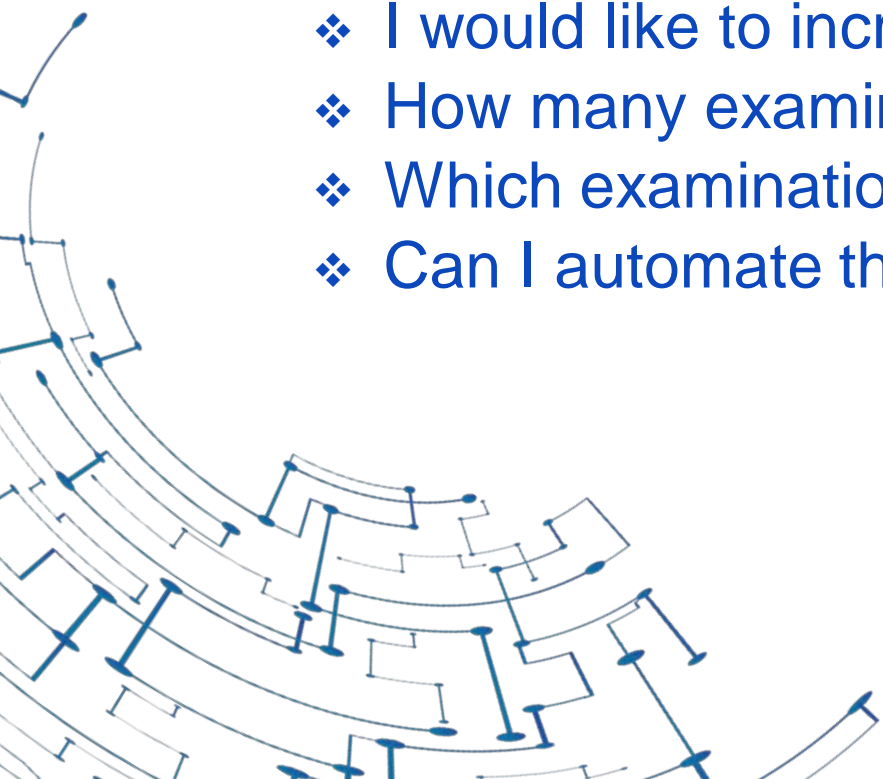 ❖ I would like to incr
❖ How many examin
❖ Which examinatio
❖ Can I automate th